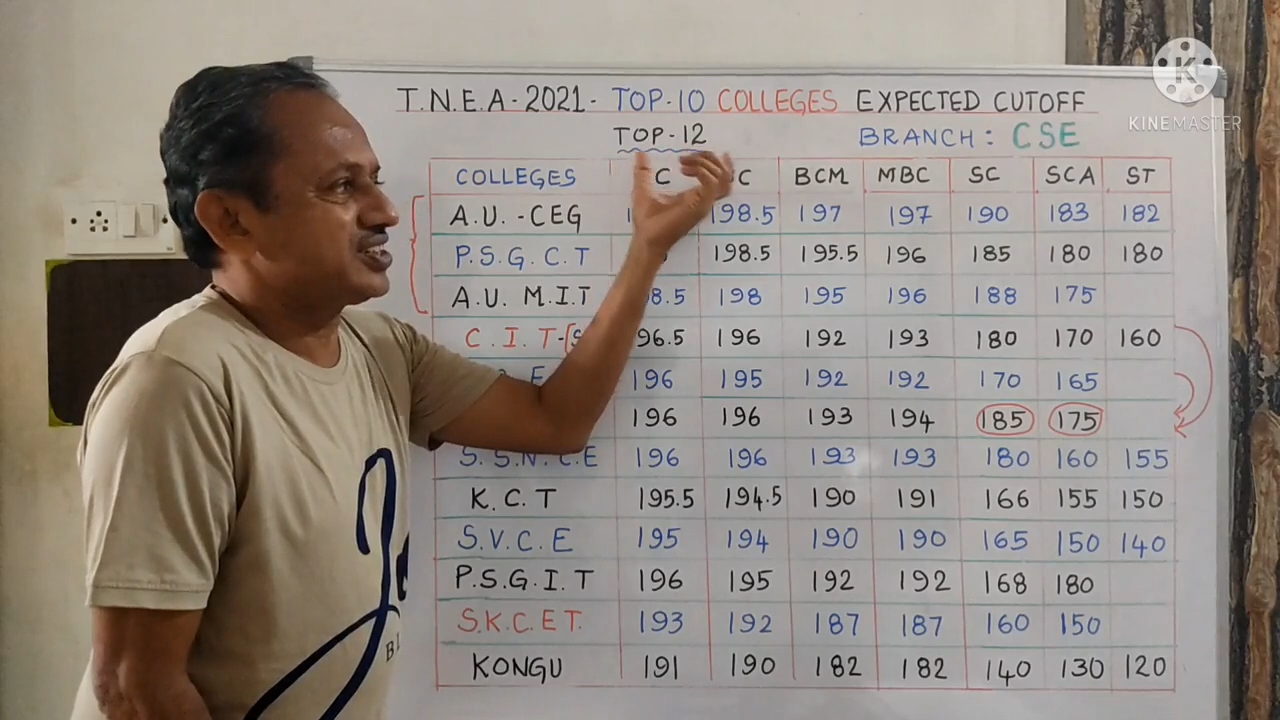 T.N.E.A-2021- TOP-10 COLLEGES EXPECTED CUTOFF
TOP-12 BRANCH: CSE
KINEMASTER
COLLEGES C C BCM MBC SC SCA ST
A.U.-CEG 198.5 197 197 190 183 182
P.S.G.C.T 198.5 195.5 196 185 180 180
A.U. M.I.T 8.5 198 195 196 188 175
C.I.T- 96.5 196 192 193 180 170 160
E 196 195 192 192 170 165
196 196 193 194 185 175
S.S.N.C.E 196 196 193 193 180 160 155
K.C.T 195.5 194.5 190 191 166 155 150
S.V.C.E 195 194 190 190 165 150 140
P.S.G.I.T 196 195 192 192 168 180
S.K.C.ET. 193 192 187 187 160 150
KONGU 191 190 182 182 140 130 120